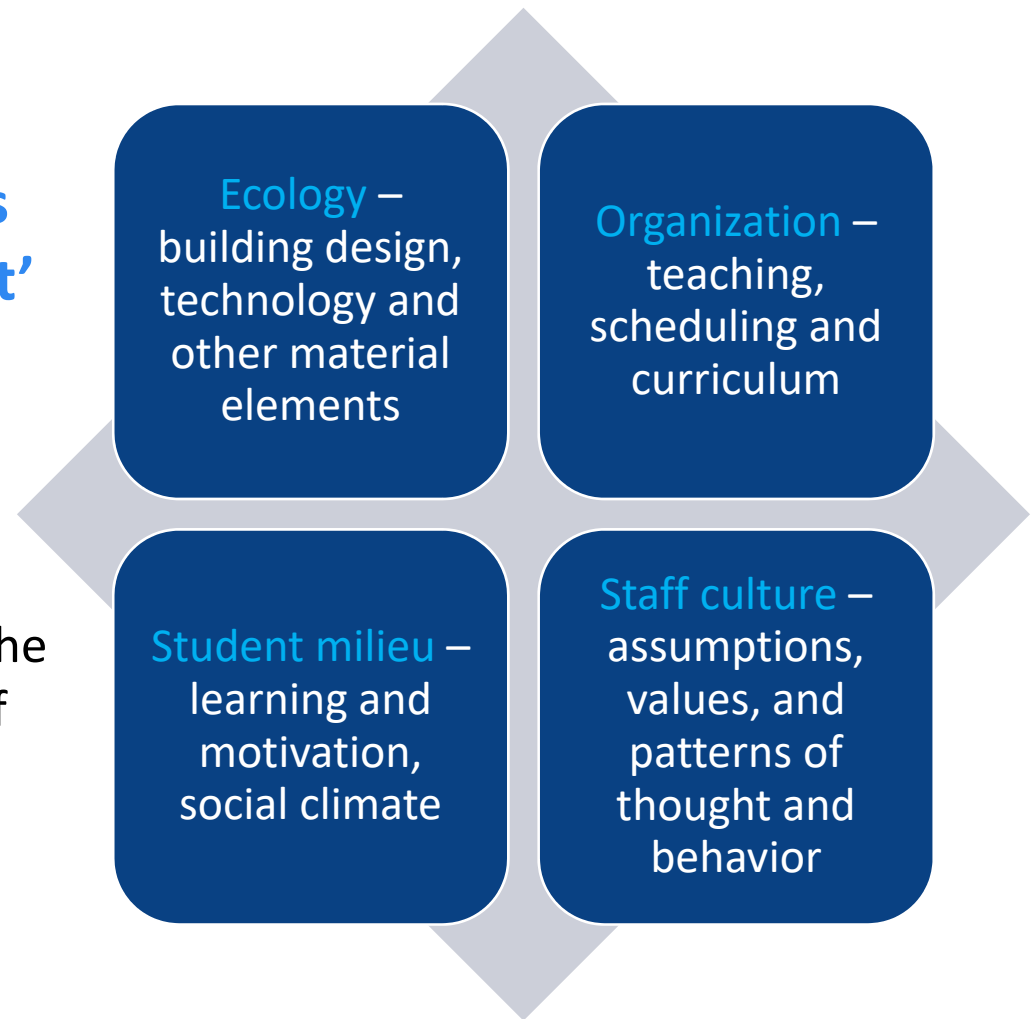 s
t’
he
f
Ecology –
building design,
technology and
other material
elements
Organization –
teaching,
scheduling and
curriculum
Student milieu –
learning and
motivation,
social climate
Staff culture –
assumptions,
values, and
patterns of
thought and
behavior